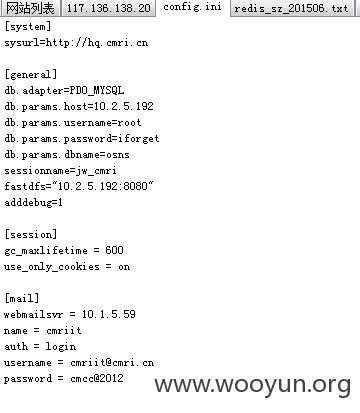 网站列表 117.136.138.20 config.ini redis_sz_201506.txt
[system]
sysurl=http://hq.cmri.cn
[general]
db.adapter=PDO_MYSQL
db.params.host=10.2.5.192
db.params.username=root
db.params.password=iforget
db.params.dbname=osns
sessionname=jw_cmri
fastdfs="10.2.5.192:8080"
adddebug=1
[session]
gc_maxlifetime = 600
use_only_cookies = on
[mail]
webmailsvr = 10.1.5.59
name = cmriit
auth = login
username = cmriit@cmri.cn
password = cmcc@2012
www.wooyun.org